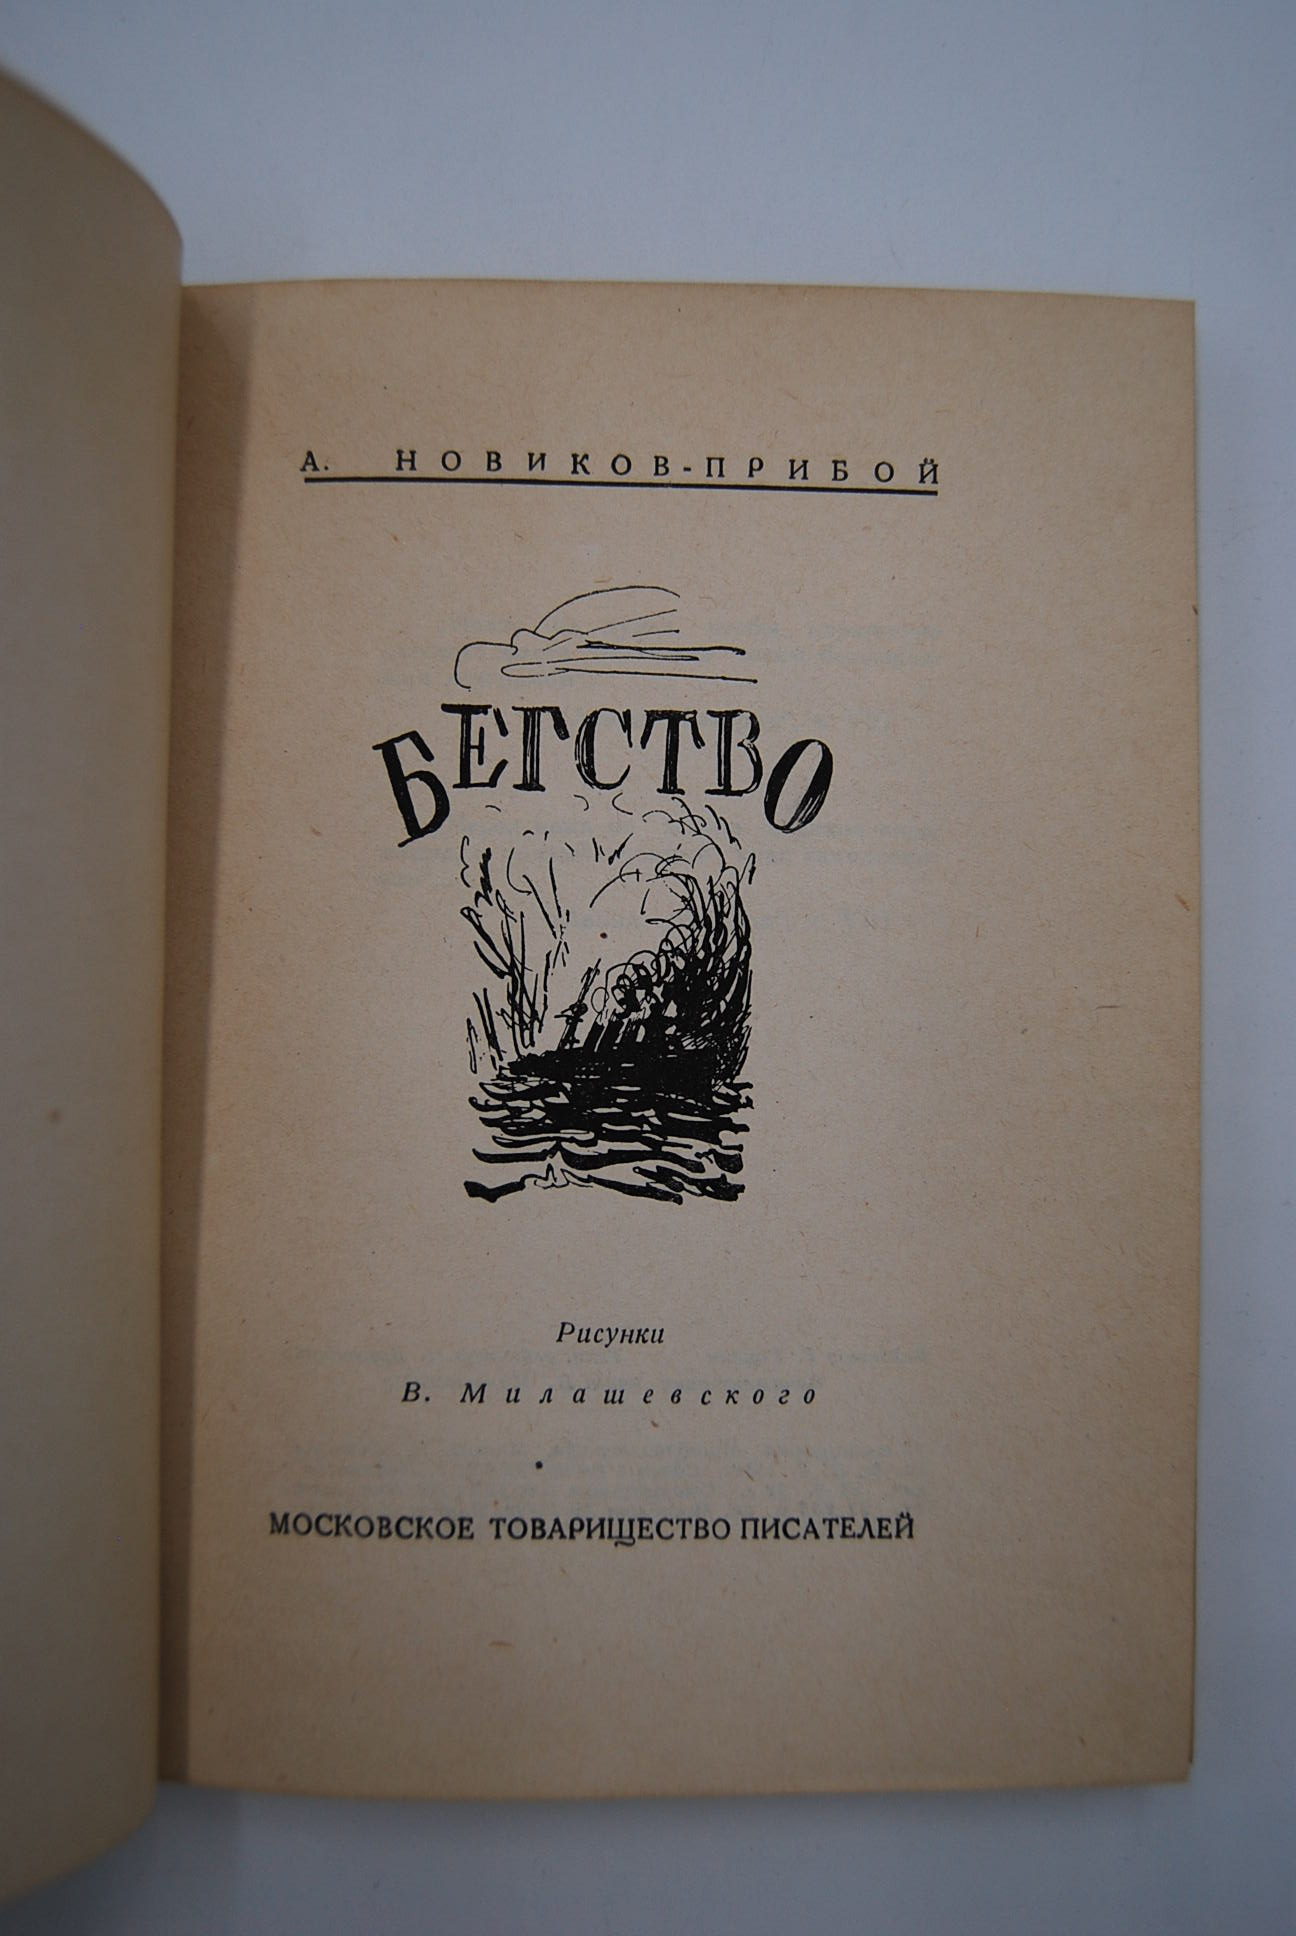 А. НОВИКОВ-ПРИБОЙ
БЕГСТВО
Рисунки
В. Милашевского
МОСКОВСКОЕ ТОВАРИЩЕСТВО ПИСАТЕЛЕЙ